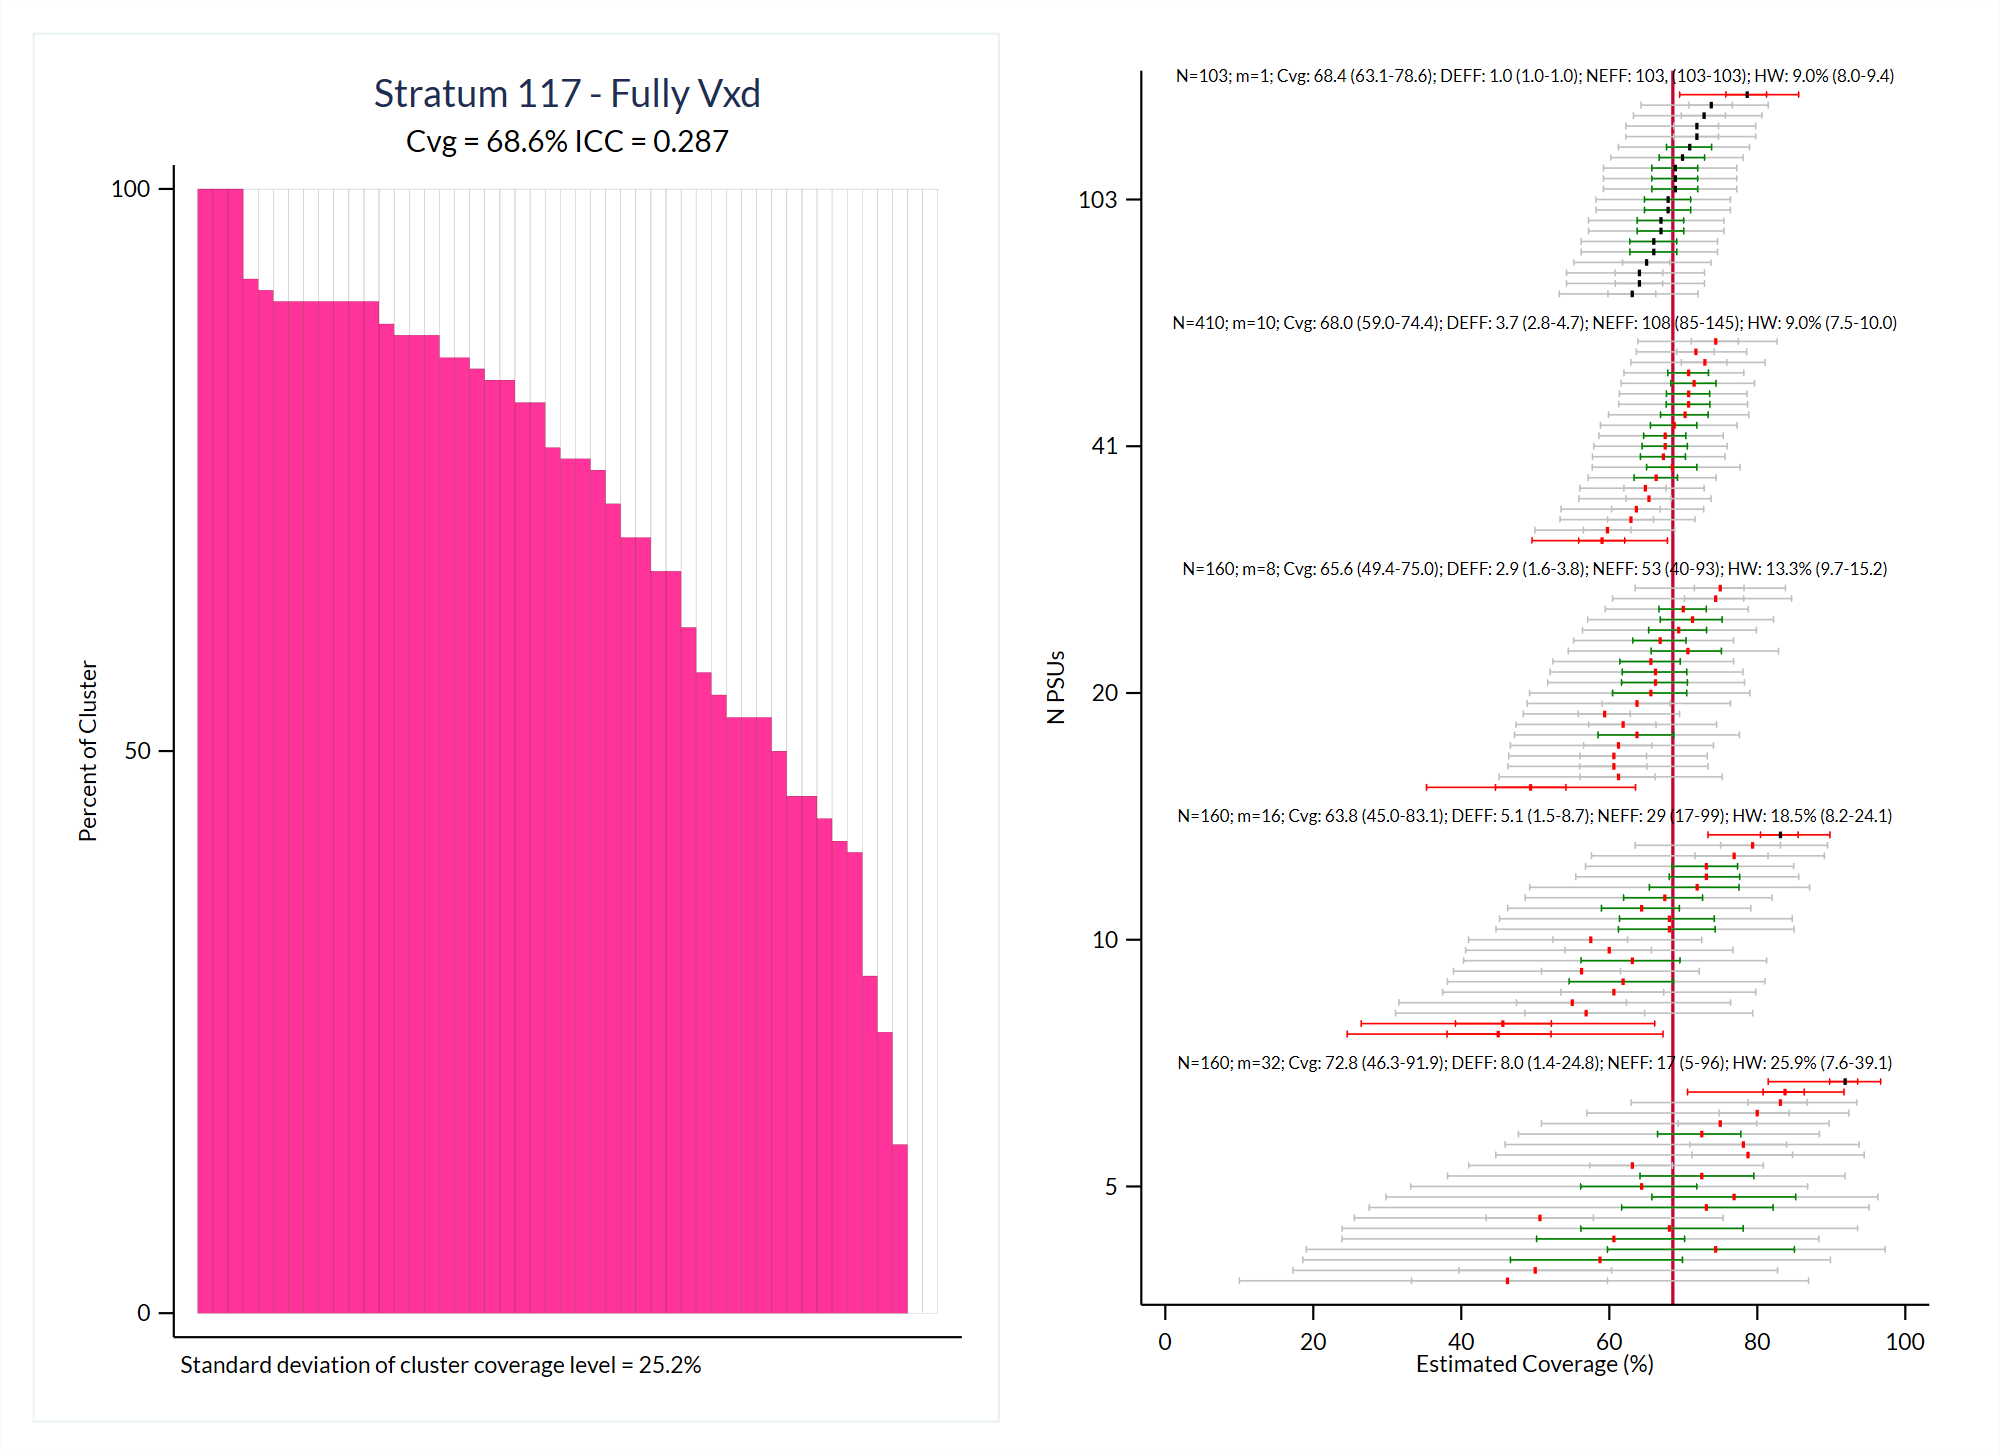 Stratum 117 - Fully Vxd
Cvg = 68.6% ICC = 0.287
100
50
0
Percent of Cluster
Standard deviation of cluster coverage level = 25.2%
N=103; m=1; Cvg: 68.4 (63.1-78.6); DEFF: 1.0 (1.0-1.0); NEFF: 103, (103-103); HW: 9.0% (8.0-9.4)
103
N=410; m=10; Cvg: 68.0 (59.0-74.4); DEFF: 3.7 (2.8-4.7); NEFF: 108 (85-145); HW: 9.0% (7.5-10.0)
41
N=160; m=8; Cvg: 65.6 (49.4-75.0); DEFF: 2.9 (1.6-3.8); NEFF: 53 (40-93); HW: 13.3% (9.7-15.2)
N PSUs
20
N=160; m=16; Cvg: 63.8 (45.0-83.1); DEFF: 5.1 (1.5-8.7); NEFF: 29 (17-99); HW: 18.5% (8.2-24.1)
10
N=160; m=32; Cvg: 72.8 (46.3-91.9); DEFF: 8.0 (1.4-24.8); NEFF: 17 (5-96); HW: 25.9% (7.6-39.1)
5
0 20 40 60 80 100
Estimated Coverage (%)